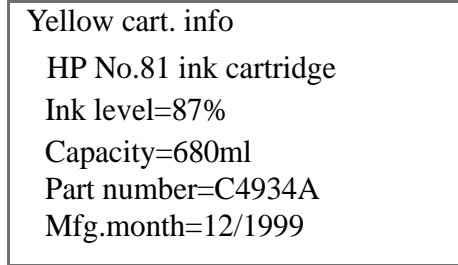 Yellow cart. info
HP No.81 ink cartridge
Ink level=87%
Capacity=680ml
Part number=C4934A
Mfg.month=12/1999